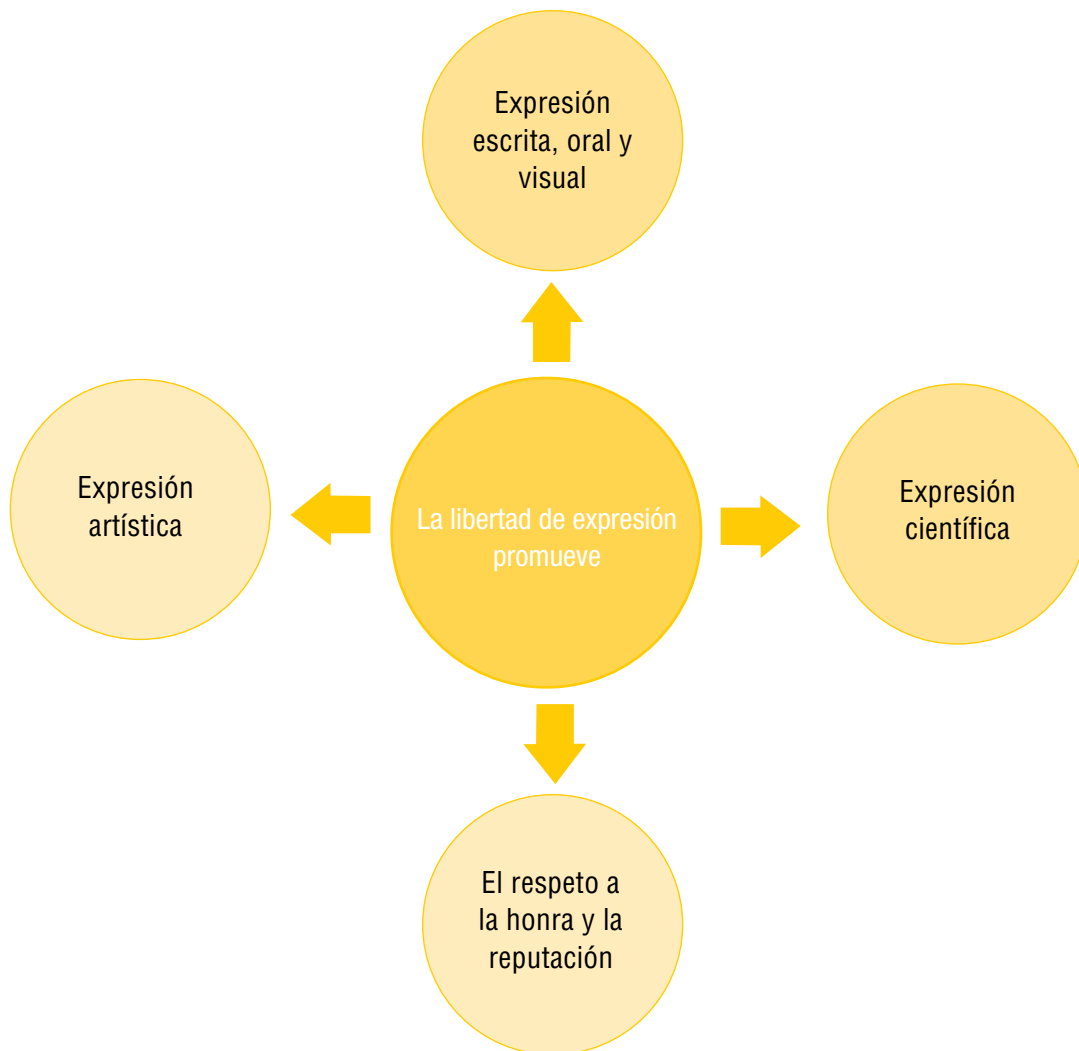 Expresión
escrita, oral y
visual
Expresión
artística
La libertad de expresión
promueve
Expresión
científica
El respeto a
la honra y la
reputación